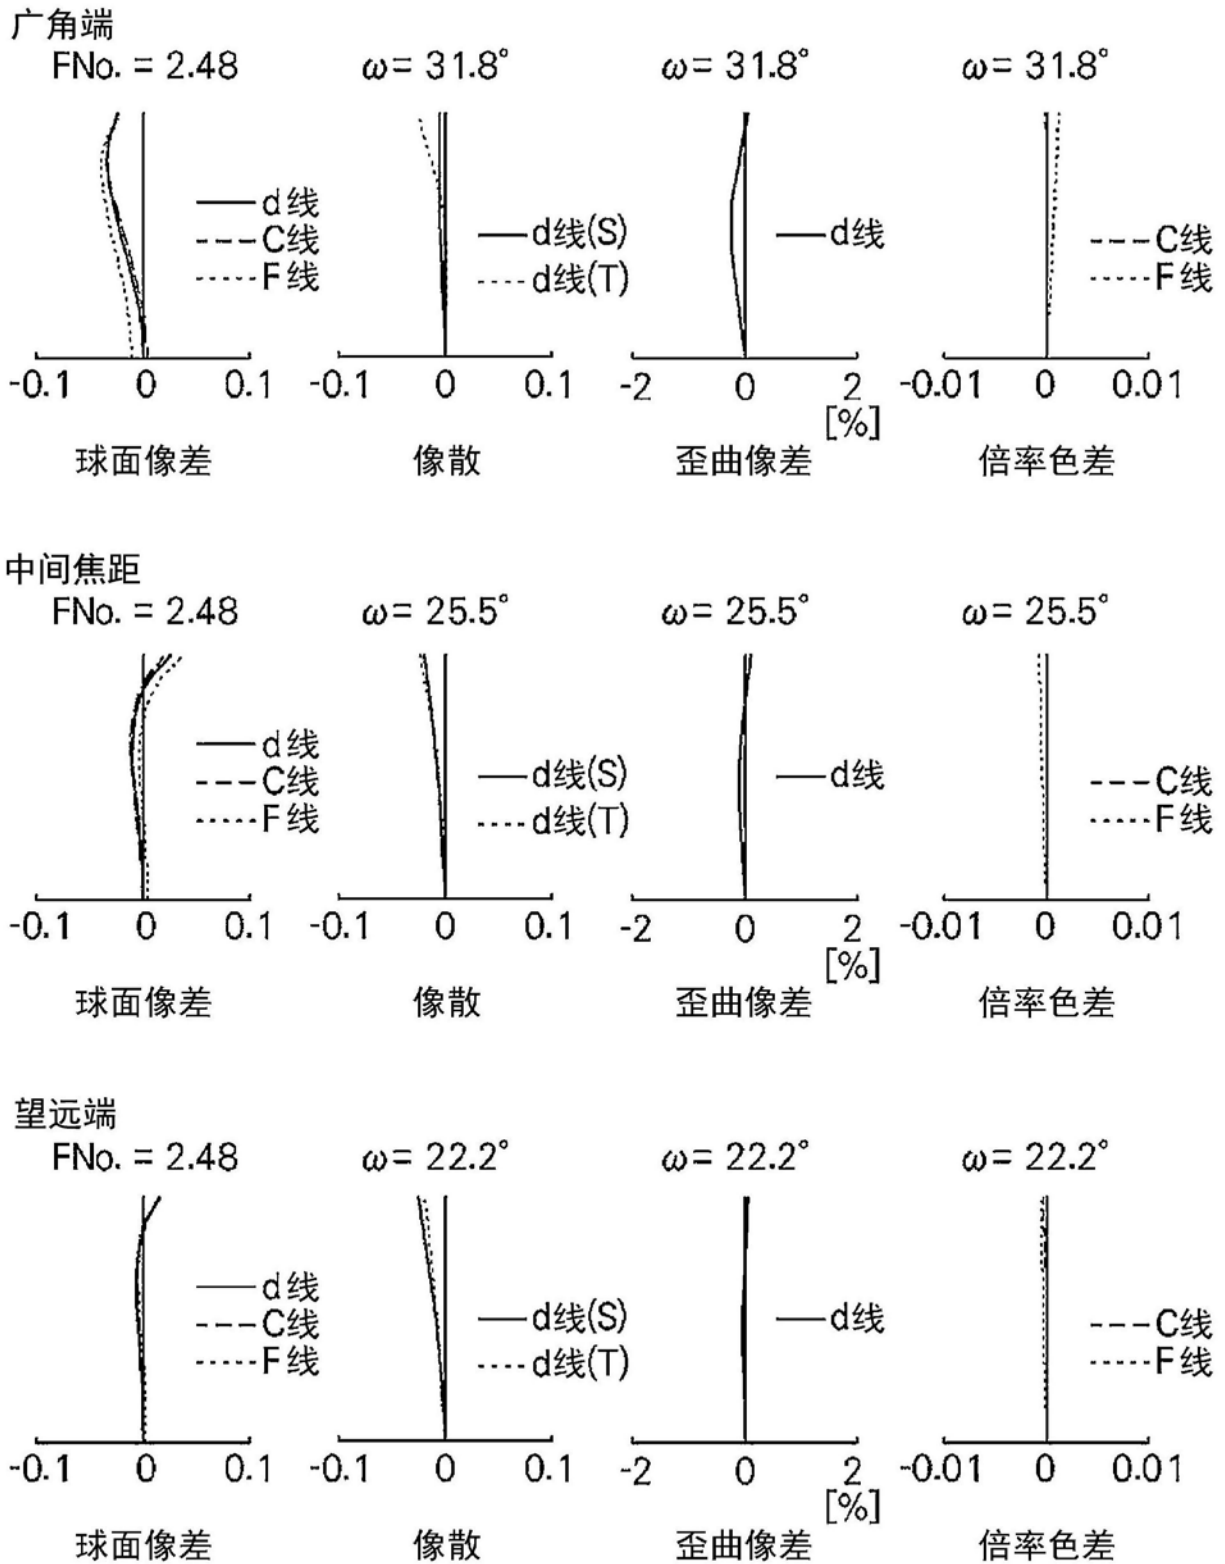 广角端
FNo. = 2.48 ω= 31.8° ω= 31.8° ω= 31.8°
d线
C线
F线
d线(S)
d线(T)
d线
C线
F线
-0.1 0 0.1 -0.1 0 0.1 -2 0 2 -0.01 0 0.01
[%]
球面像差 像散 歪曲像差 倍率色差
中间焦距
FNo. = 2.48 ω= 25.5° ω= 25.5° ω= 25.5°
d线
C线
F线
d线(S)
d线(T)
d线
C线
F线
-0.1 0 0.1 -0.1 0 0.1 -2 0 2 -0.01 0 0.01
[%]
球面像差 像散 歪曲像差 倍率色差
望远端
FNo. = 2.48 ω= 22.2° ω= 22.2° ω= 22.2°
d线
C线
F线
d线(S)
d线(T)
d线
C线
F线
-0.1 0 0.1 -0.1 0 0.1 -2 0 2 -0.01 0 0.01
[%]
球面像差 像散 歪曲像差 倍率色差